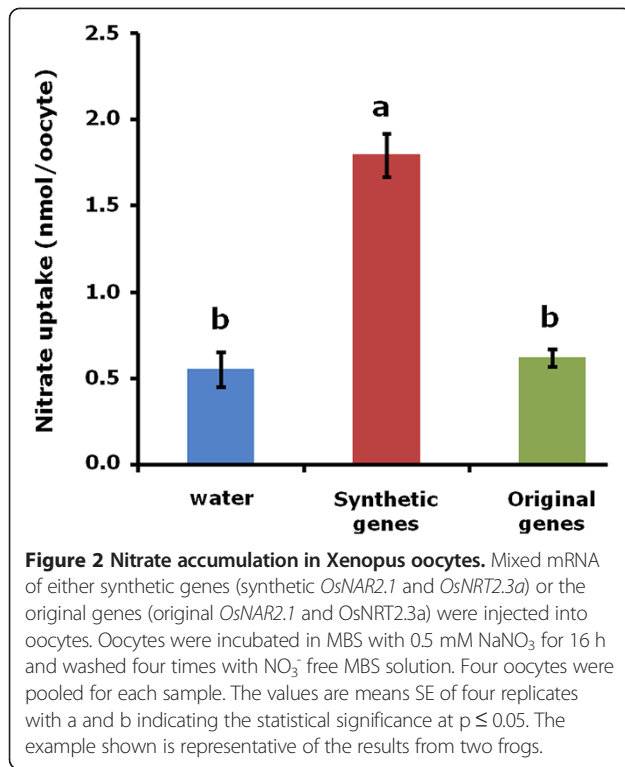 2.5
2.0
1.5
1.0
0.5
0.0
Nitrate uptake (nmol/oocyte)
b
a
b
water
Synthetic
genes
Original
genes
Figure 2 Nitrate accumulation in Xenopus oocytes. Mixed mRNA
of either synthetic genes (synthetic OsNAR2.1 and OsNRT2.3a) or the
original genes (original OsNAR2.1 and OsNRT2.3a) were injected into
oocytes. Oocytes were incubated in MBS with 0.5 mM NaNO₃ for 16 h
and washed four times with NO₃⁻ free MBS solution. Four oocytes were
pooled for each sample. The values are means SE of four replicates
with a and b indicating the statistical significance at p ≤ 0.05. The
example shown is representative of the results from two frogs.